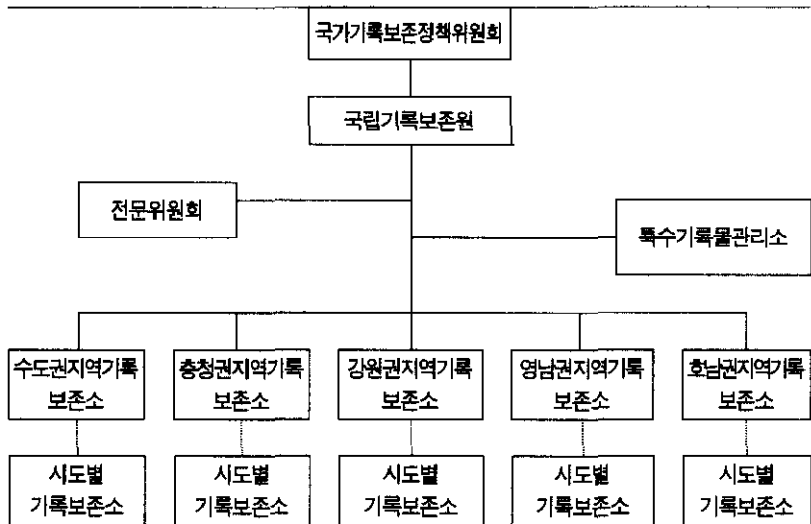 국가기록보존정책위원회
국립기록보존원
전문위원회
특수기록물관리소
수도권지역기록
보존소
충청권지역기록
보존소
강원권지역기록
보존소
영남권지역기록
보존소
호남권지역기록
보존소
시도별
기록보존소
시도별
기록보존소
시도별
기록보존소
시도별
기록보존소
시도별
기록보존소